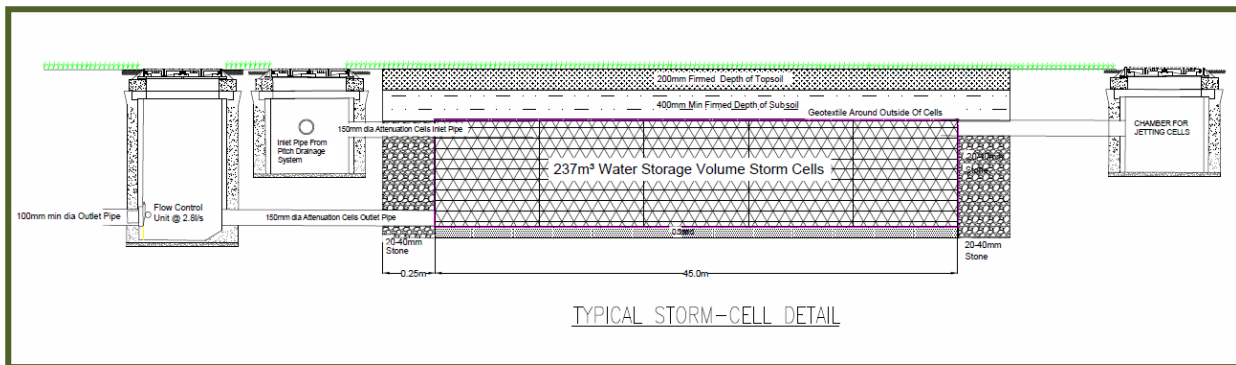 200mm Firmed Depth of Topsoil
400mm Min Firmed Depth of Subsoil
Geotextile Around Outside Of Cells
150mm dia Attenuation Cells Inlet Pipe
Inlet Pipe From
Pitch Drainage
System
CHAMBER FOR
JETTING CELLS
20-40mm
Stone
237m³ Water Storage Volume Storm Cells
100mm min dia Outlet Pipe
Flow Control
Unit @ 2.8l/s
150mm dia Attenuation Cells Outlet Pipe
20-40mm
Stone
20-40mm
Stone
0.25m
45.0m
TYPICAL STORM-CELL DETAIL